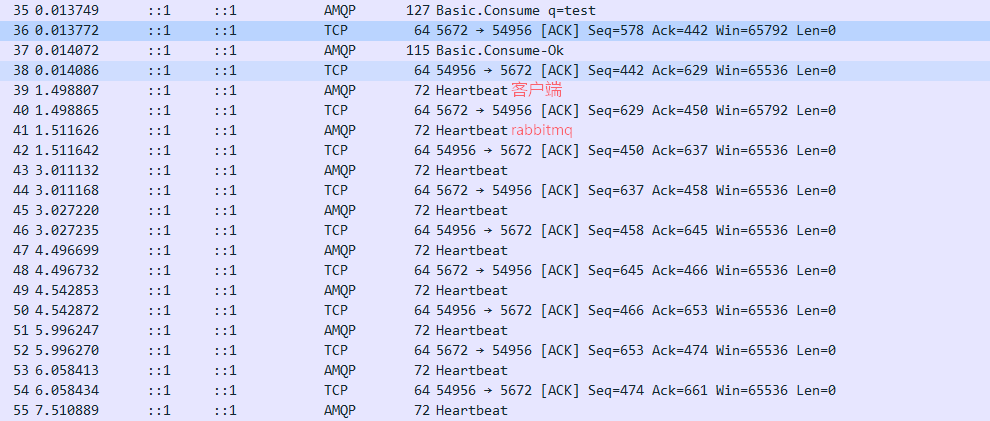 35 0.013749 ::1 ::1 AMQP 127 Basic.Consume q=test
36 0.013772 ::1 ::1 TCP 64 5672 → 54956 [ACK] Seq=578 Ack=442 Win=65792 Len=0
37 0.014072 ::1 ::1 AMQP 115 Basic.Consume-Ok
38 0.014086 ::1 ::1 TCP 64 54956 → 5672 [ACK] Seq=442 Ack=629 Win=65536 Len=0
39 1.498807 ::1 ::1 AMQP 72 Heartbeat 客户端
40 1.498865 ::1 ::1 TCP 64 5672 → 54956 [ACK] Seq=629 Ack=450 Win=65792 Len=0
41 1.511626 ::1 ::1 AMQP 72 Heartbeat rabbitmq
42 1.511642 ::1 ::1 TCP 64 54956 → 5672 [ACK] Seq=450 Ack=637 Win=65536 Len=0
43 3.011132 ::1 ::1 AMQP 72 Heartbeat
44 3.011168 ::1 ::1 TCP 64 5672 → 54956 [ACK] Seq=637 Ack=458 Win=65536 Len=0
45 3.027220 ::1 ::1 AMQP 72 Heartbeat
46 3.027235 ::1 ::1 TCP 64 54956 → 5672 [ACK] Seq=458 Ack=645 Win=65536 Len=0
47 4.496699 ::1 ::1 AMQP 72 Heartbeat
48 4.496732 ::1 ::1 TCP 64 5672 → 54956 [ACK] Seq=645 Ack=466 Win=65536 Len=0
49 4.542853 ::1 ::1 AMQP 72 Heartbeat
50 4.542872 ::1 ::1 TCP 64 54956 → 5672 [ACK] Seq=466 Ack=653 Win=65536 Len=0
51 5.996247 ::1 ::1 AMQP 72 Heartbeat
52 5.996270 ::1 ::1 TCP 64 5672 → 54956 [ACK] Seq=653 Ack=474 Win=65536 Len=0
53 6.058413 ::1 ::1 AMQP 72 Heartbeat
54 6.058434 ::1 ::1 TCP 64 54956 → 5672 [ACK] Seq=474 Ack=661 Win=65536 Len=0
55 7.510889 ::1 ::1 AMQP 72 Heartbeat